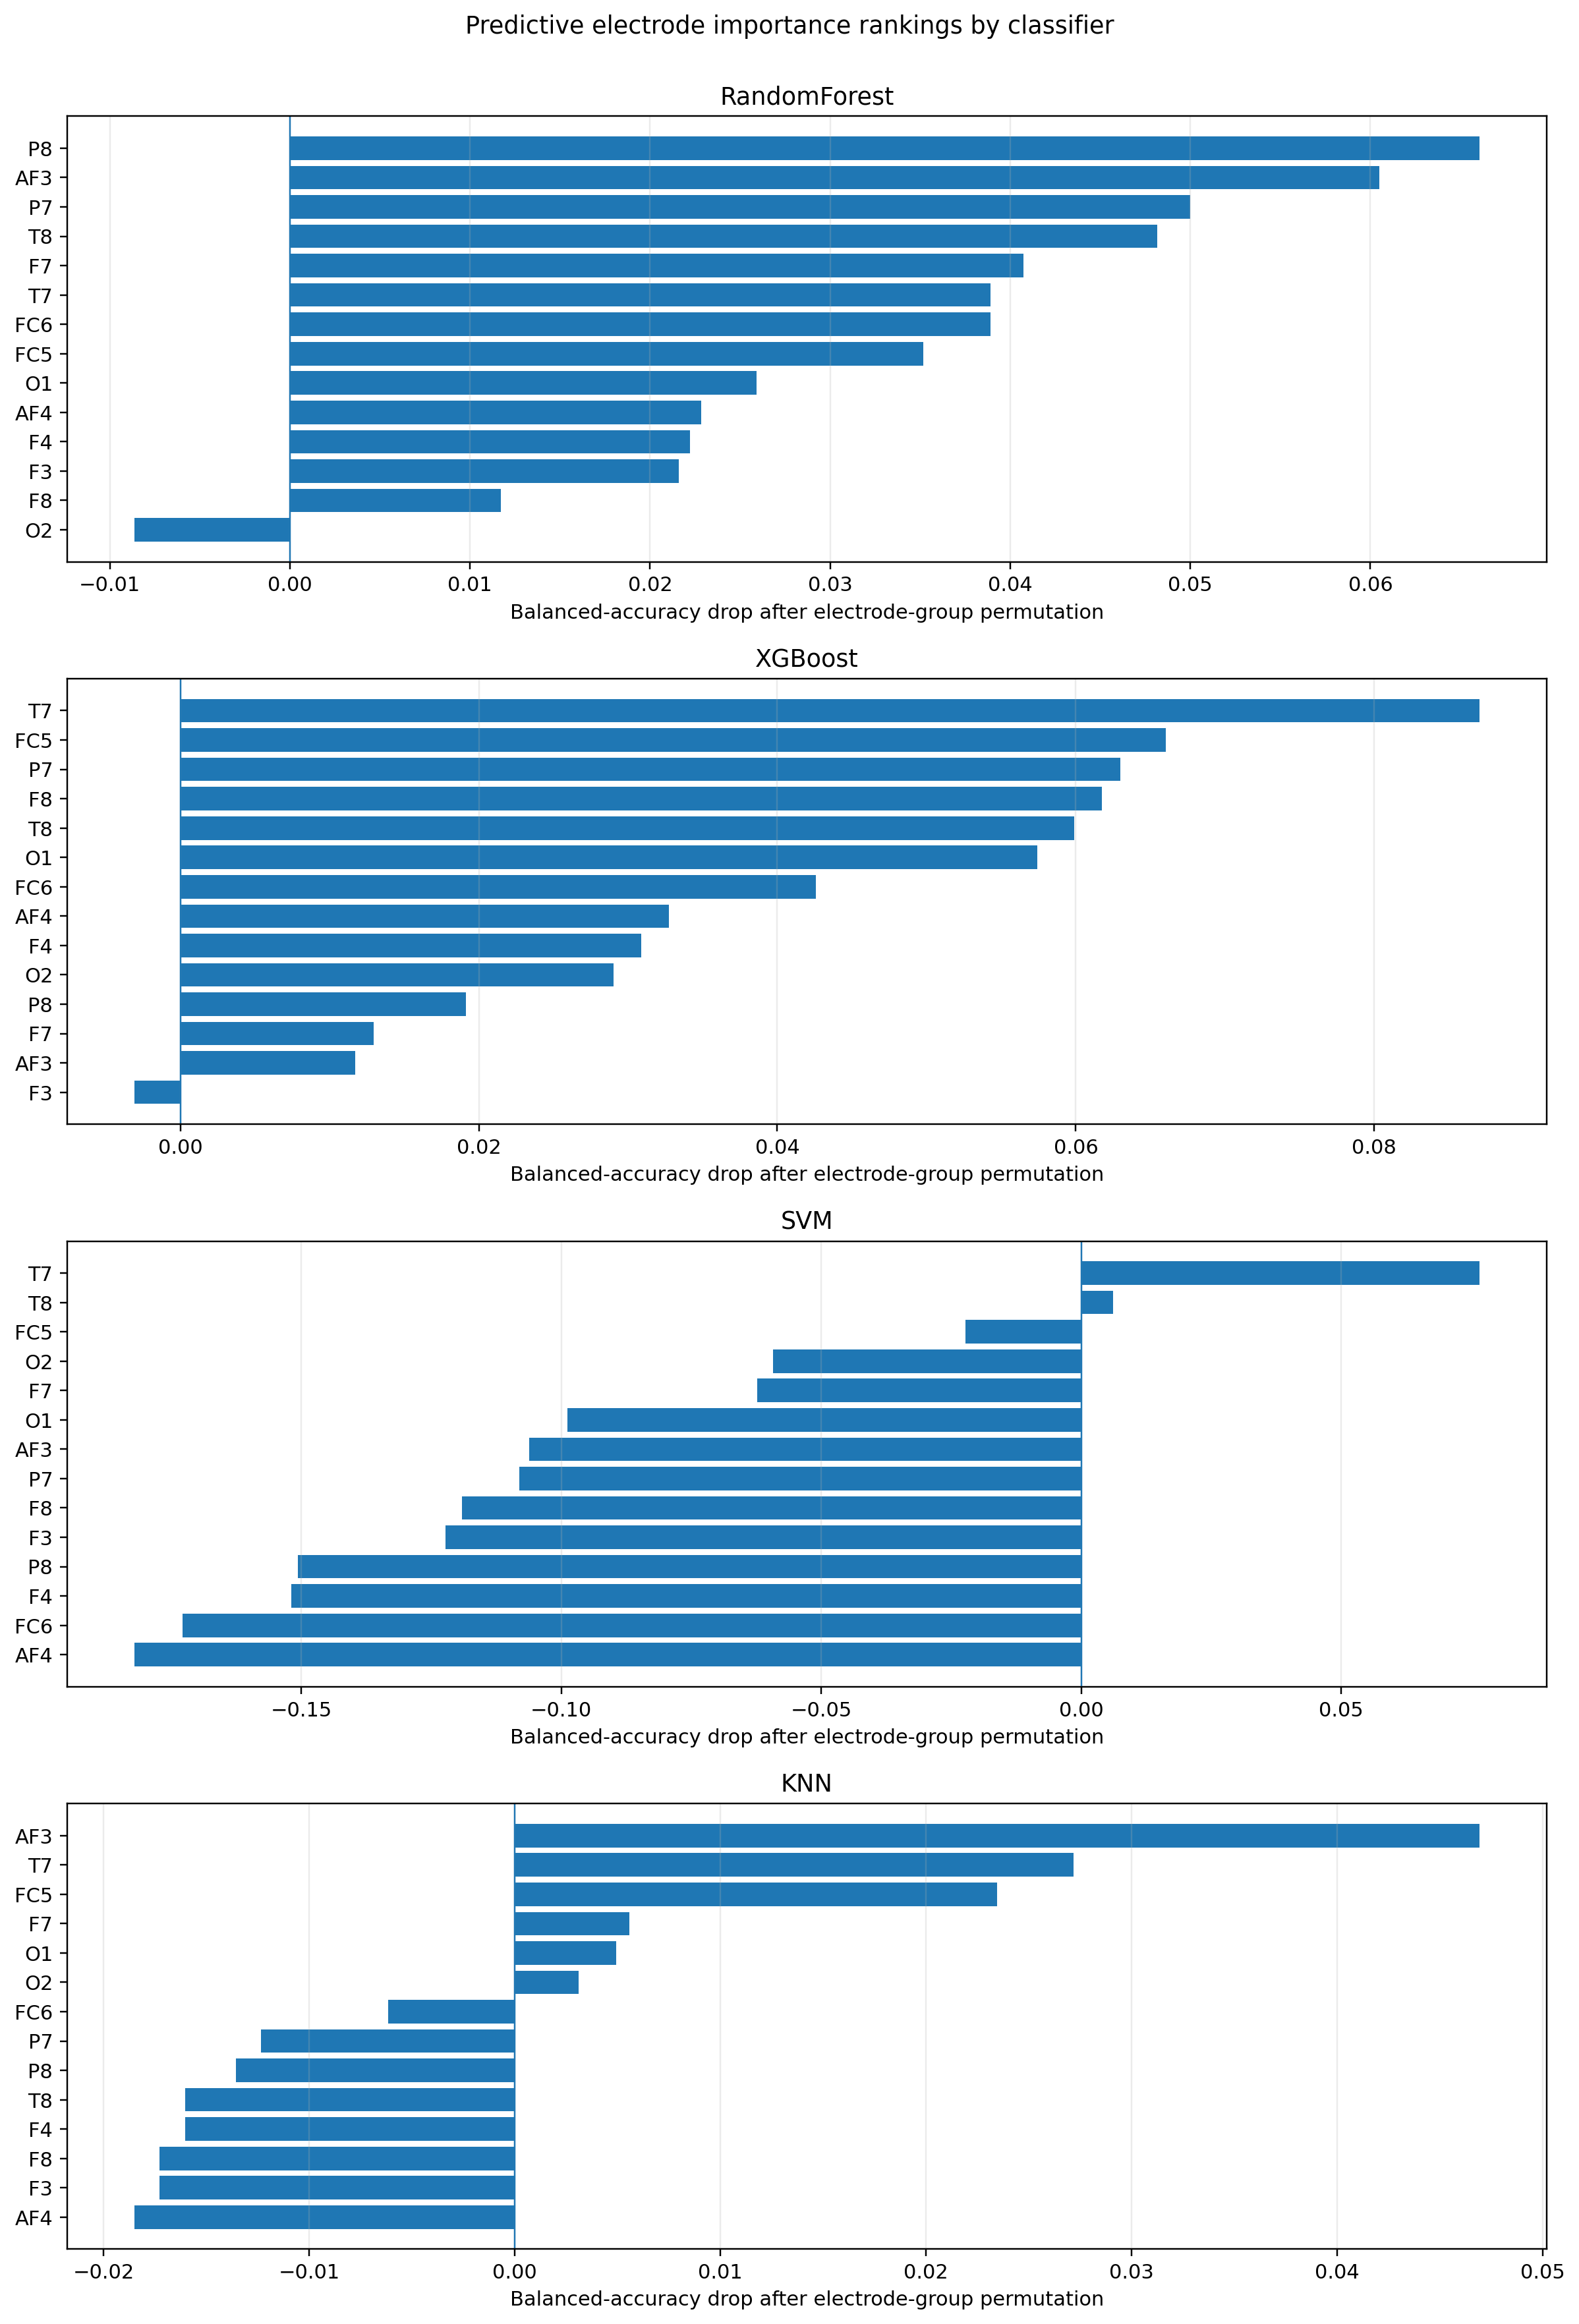 Predictive electrode importance rankings by classifier
RandomForest
P8
AF3
P7
T8
F7
T7
FC6
FC5
O1
AF4
F4
F3
F8
O2
−0.01 0.00 0.01 0.02 0.03 0.04 0.05 0.06
Balanced-accuracy drop after electrode-group permutation
XGBoost
T7
FC5
P7
F8
T8
O1
FC6
AF4
F4
O2
P8
F7
AF3
F3
0.00 0.02 0.04 0.06 0.08
Balanced-accuracy drop after electrode-group permutation
SVM
T7
T8
FC5
O2
F7
O1
AF3
P7
F8
F3
P8
F4
FC6
AF4
−0.15 −0.10 −0.05 0.00 0.05
Balanced-accuracy drop after electrode-group permutation
KNN
AF3
T7
FC5
F7
O1
O2
FC6
P7
P8
T8
F4
F8
F3
AF4
−0.02 −0.01 0.00 0.01 0.02 0.03 0.04 0.05
Balanced-accuracy drop after electrode-group permutation